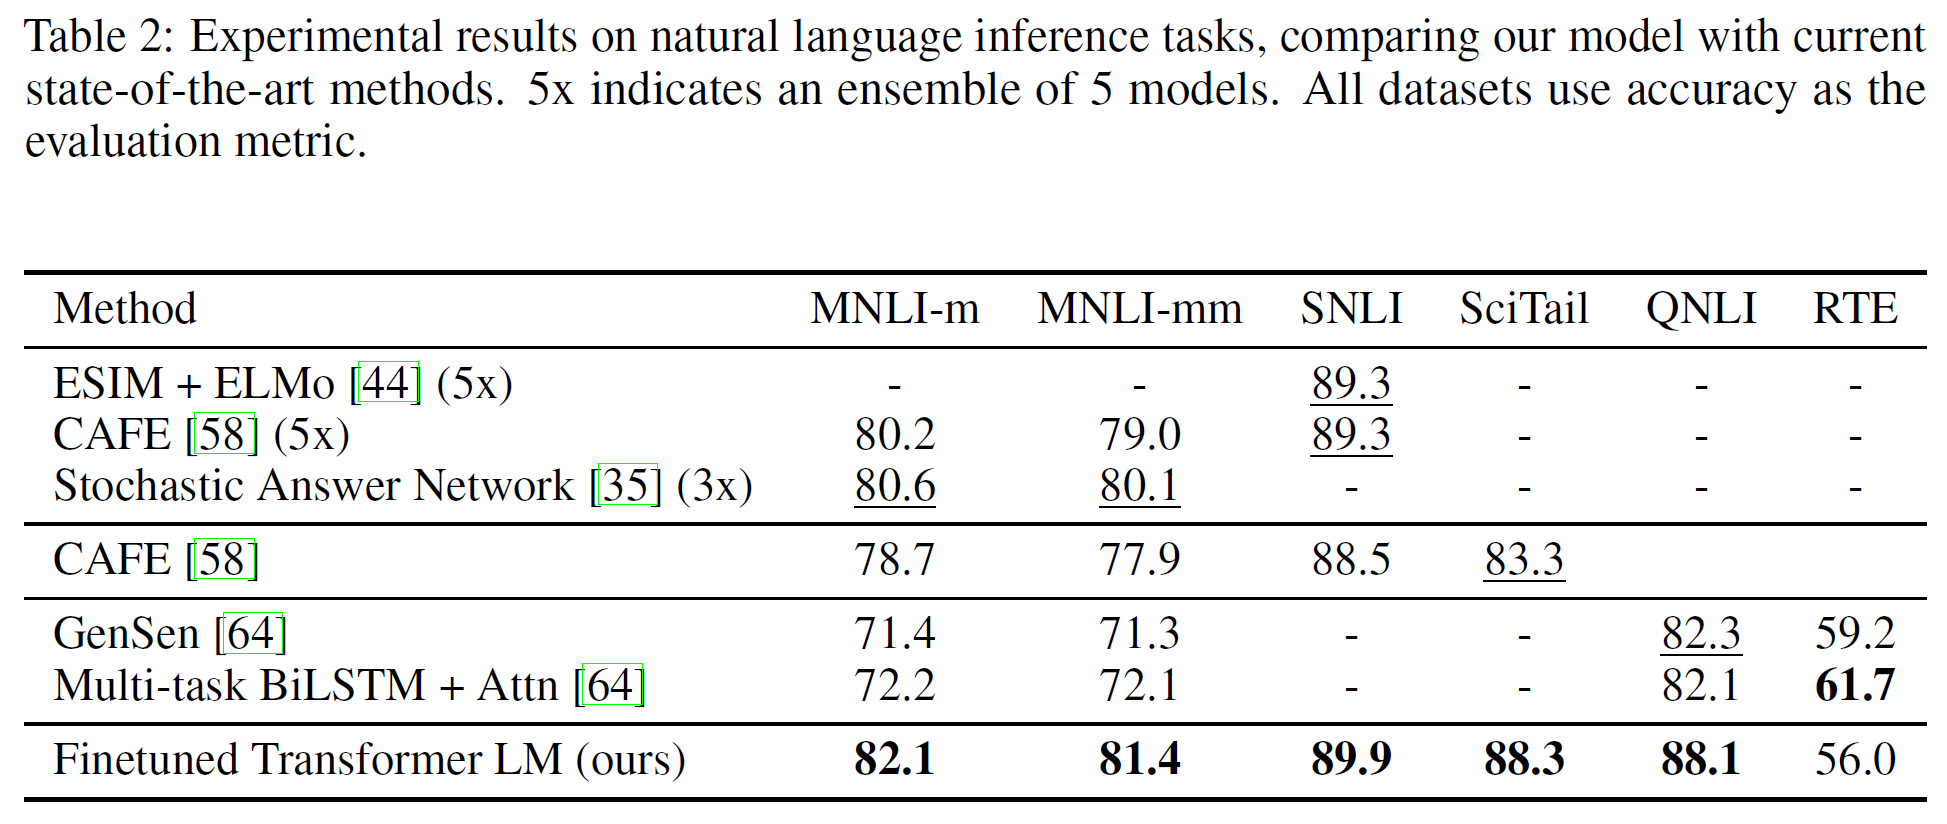 Table 2: Experimental results on natural language inference tasks, comparing our model with current
state-of-the-art methods. 5x indicates an ensemble of 5 models. All datasets use accuracy as the
evaluation metric.
Method MNLI-m MNLI-mm SNLI SciTail QNLI RTE
ESIM + ELMo [44] (5x) - - 89.3 - - -
CAFE [58] (5x) 80.2 79.0 89.3 - - -
Stochastic Answer Network [35] (3x) 80.6 80.1 - - - -
CAFE [58] 78.7 77.9 88.5 83.3
GenSen [64] 71.4 71.3 - - 82.3 59.2
Multi-task BiLSTM + Attn [64] 72.2 72.1 - - 82.1 61.7
Finetuned Transformer LM (ours) 82.1 81.4 89.9 88.3 88.1 56.0